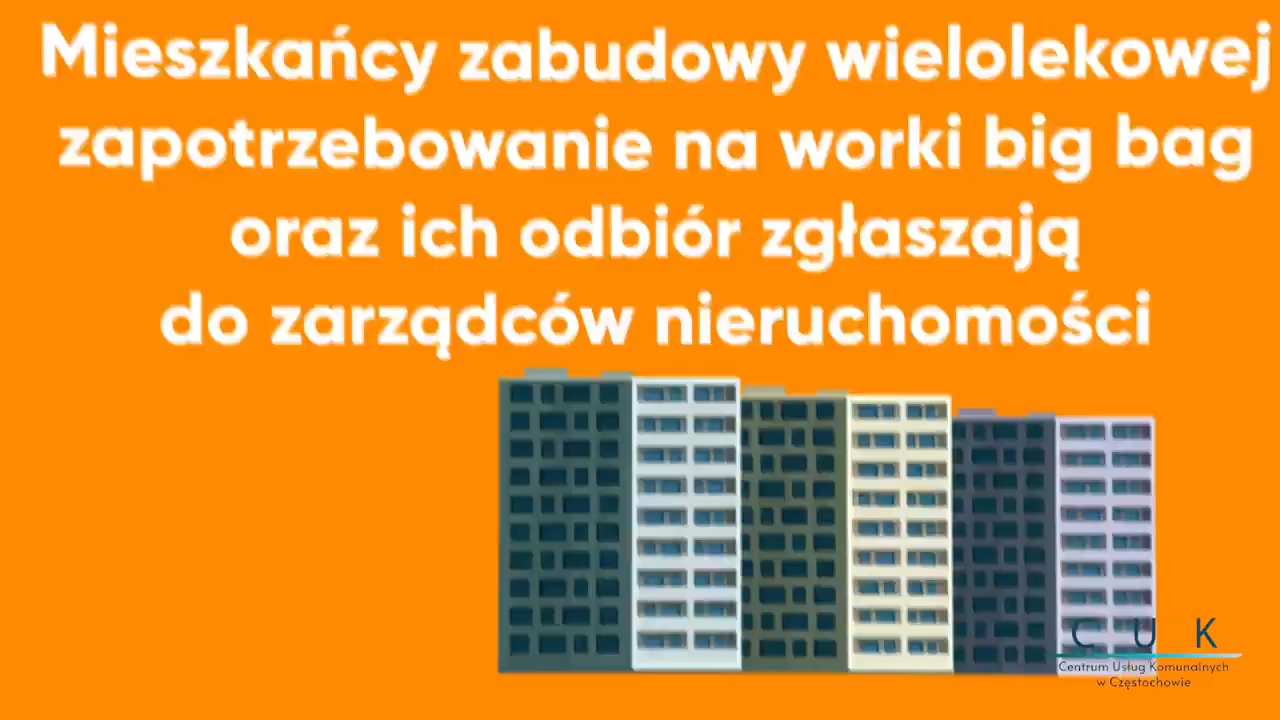 Mieszkańcy zabudowy wielolekowej
zapotrzebowanie na worki big bag
oraz ich odbiór zgłaszają
do zarządców nieruchomości
C U K
Centrum Usług Komunalnych
w Częstochowie